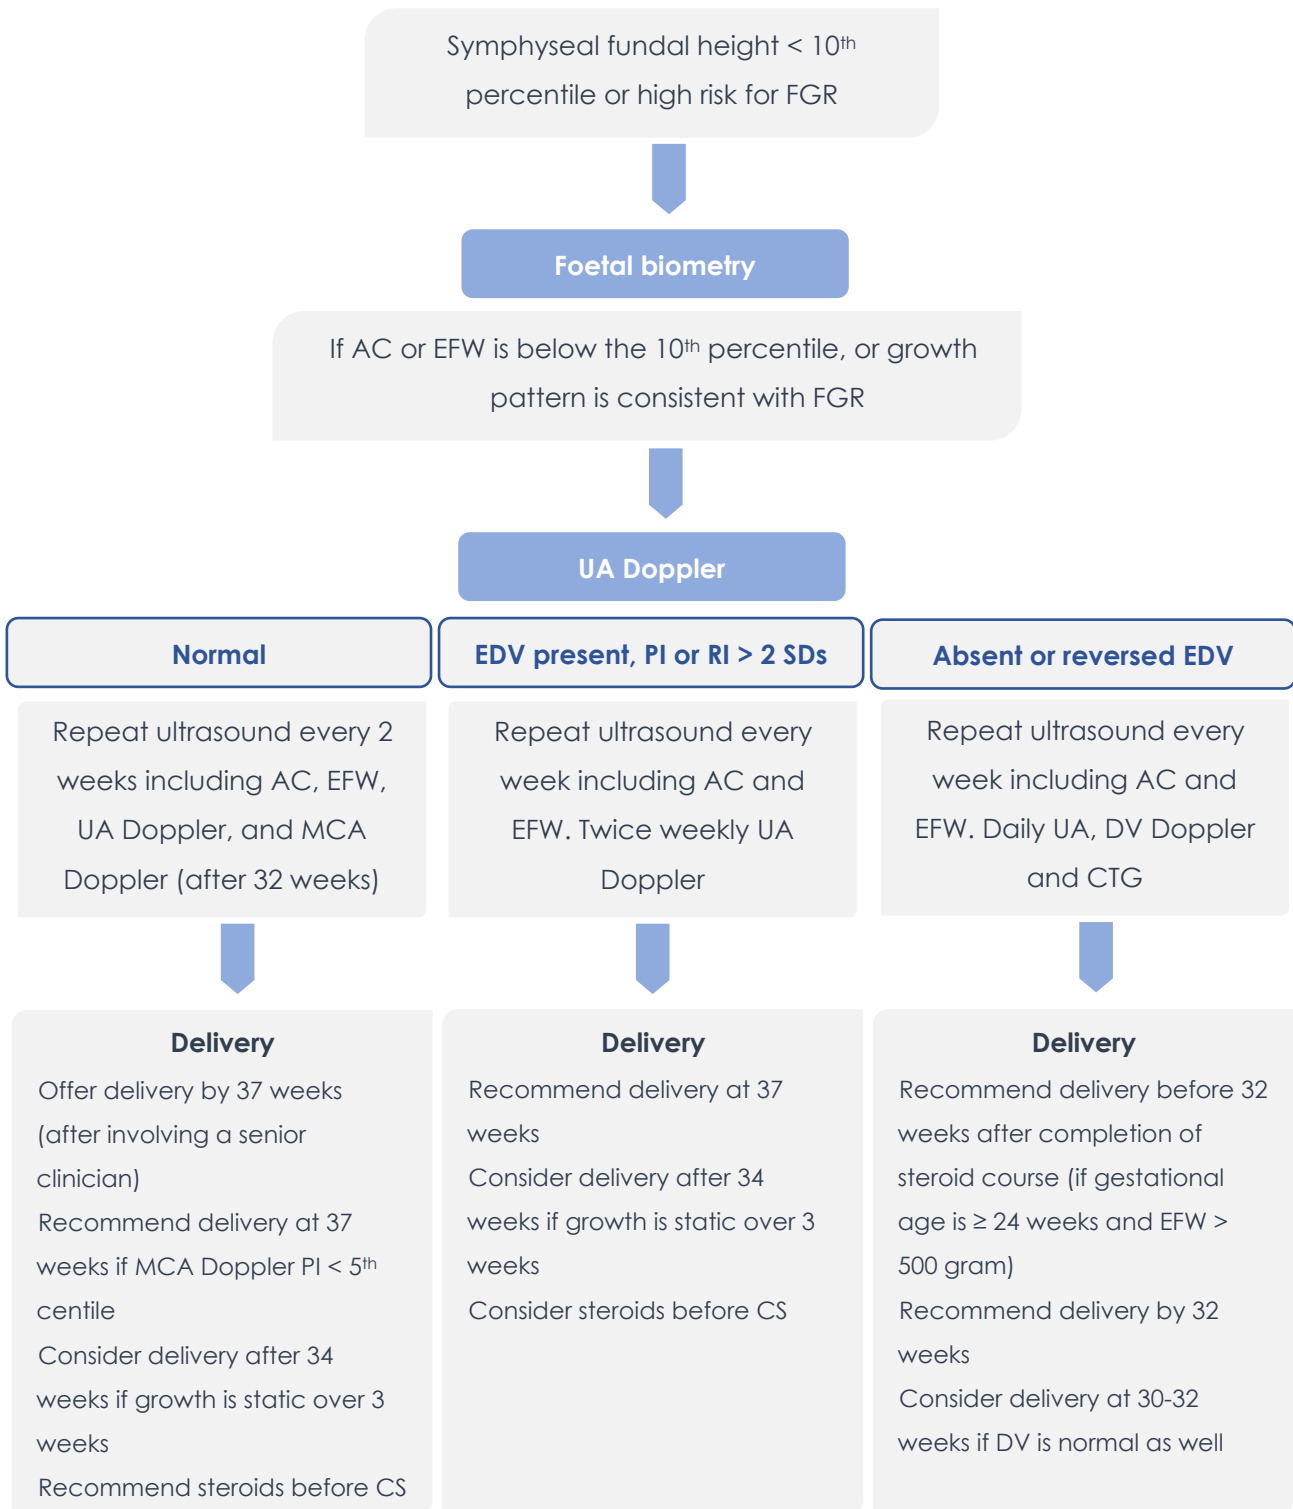 Symphyseal fundal height < 10th
percentile or high risk for FGR
Foetal biometry
If AC or EFW is below the 10th percentile, or growth
pattern is consistent with FGR
UA Doppler
Normal
Repeat ultrasound every 2
weeks including AC, EFW,
UA Doppler, and MCA
Doppler (after 32 weeks)
Delivery
Offer delivery by 37 weeks
(after involving a senior
clinician)
Recommend delivery at 37
weeks if MCA Doppler PI < 5th
centile
Consider delivery after 34
weeks if growth is static over 3
weeks
Recommend steroids before CS
EDV present, PI or RI > 2 SDs
Repeat ultrasound every
week including AC and
EFW. Twice weekly UA
Doppler
Delivery
Recommend delivery at 37
weeks
Consider delivery after 34
weeks if growth is static over 3
weeks
Consider steroids before CS
Absent or reversed EDV
Repeat ultrasound every
week including AC and
EFW. Daily UA, DV Doppler
and CTG
Delivery
Recommend delivery before 32
weeks after completion of
steroid course (if gestational
age is ≥ 24 weeks and EFW >
500 gram)
Recommend delivery by 32
weeks
Consider delivery at 30-32
weeks if DV is normal as well